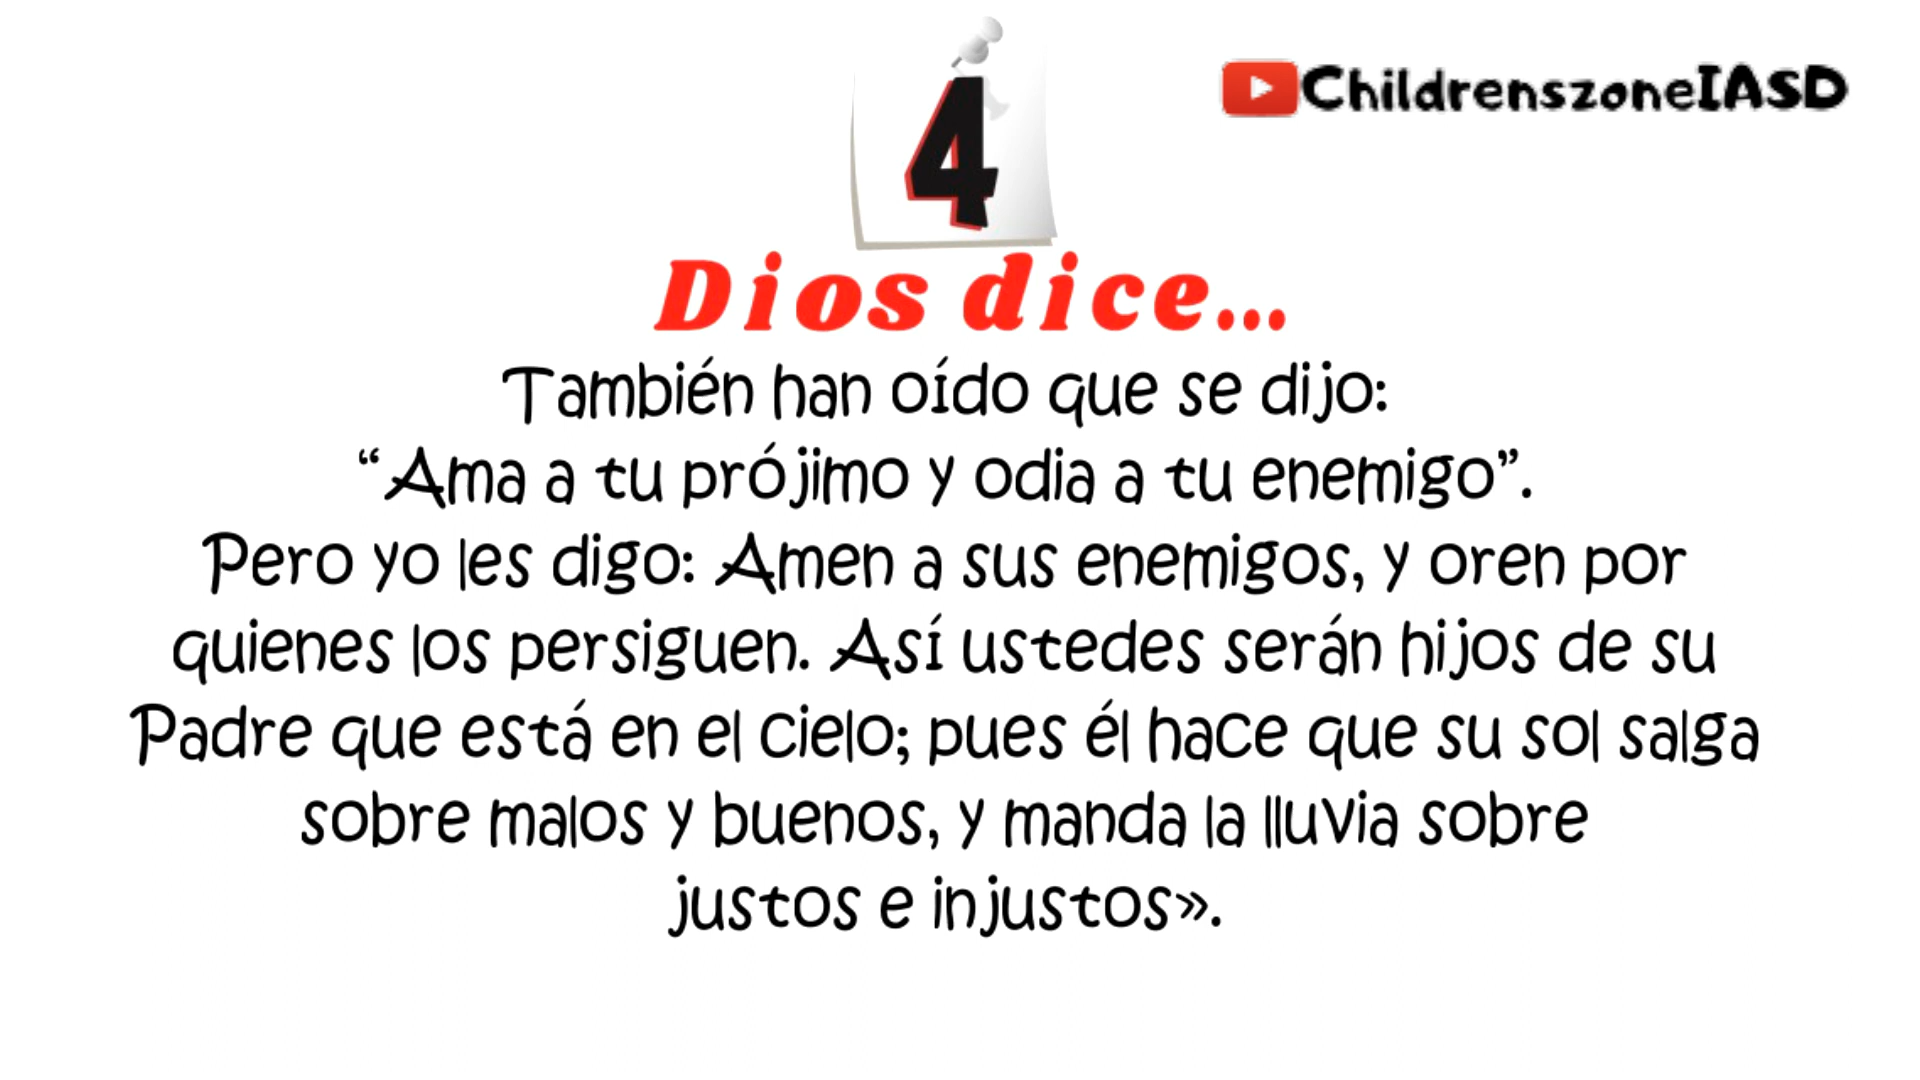 4
ChildrenszoneIASD
Dios dice...
También han oído que se dijo:
“Ama a tu prójimo y odia a tu enemigo”.
Pero yo les digo: Amen a sus enemigos, y oren por
quienes los persiguen. Así ustedes serán hijos de su
Padre que está en el cielo; pues él hace que su sol salga
sobre malos y buenos, y manda la lluvia sobre
justos e injustos».